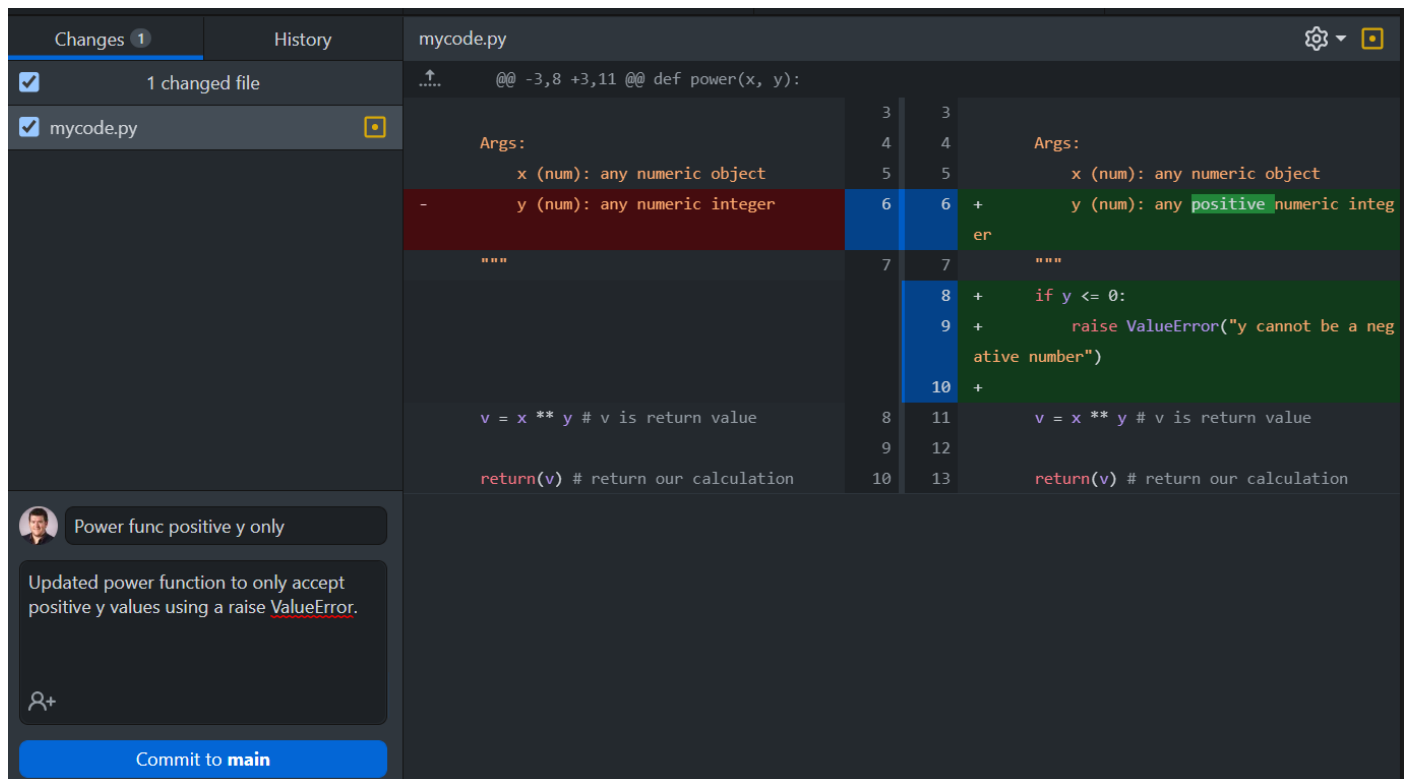 Changes 1
History
mycode.py
1 changed file
@@ -3,8 +3,11 @@ def power(x, y):
mycode.py
3 3
Args: 4 4 Args:
x (num): any numeric object 5 5 x (num): any numeric object
- y (num): any numeric integer 6 6 + y (num): any positive numeric integ
er
""" 7 7 """
8 + if y <= 0:
9 + raise ValueError("y cannot be a neg
ative number")
10 +
v = x ** y # v is return value 8 11 v = x ** y # v is return value
9 12
return(v) # return our calculation 10 13 return(v) # return our calculation
Power func positive y only
Updated power function to only accept
positive y values using a raise ValueError.
Commit to main